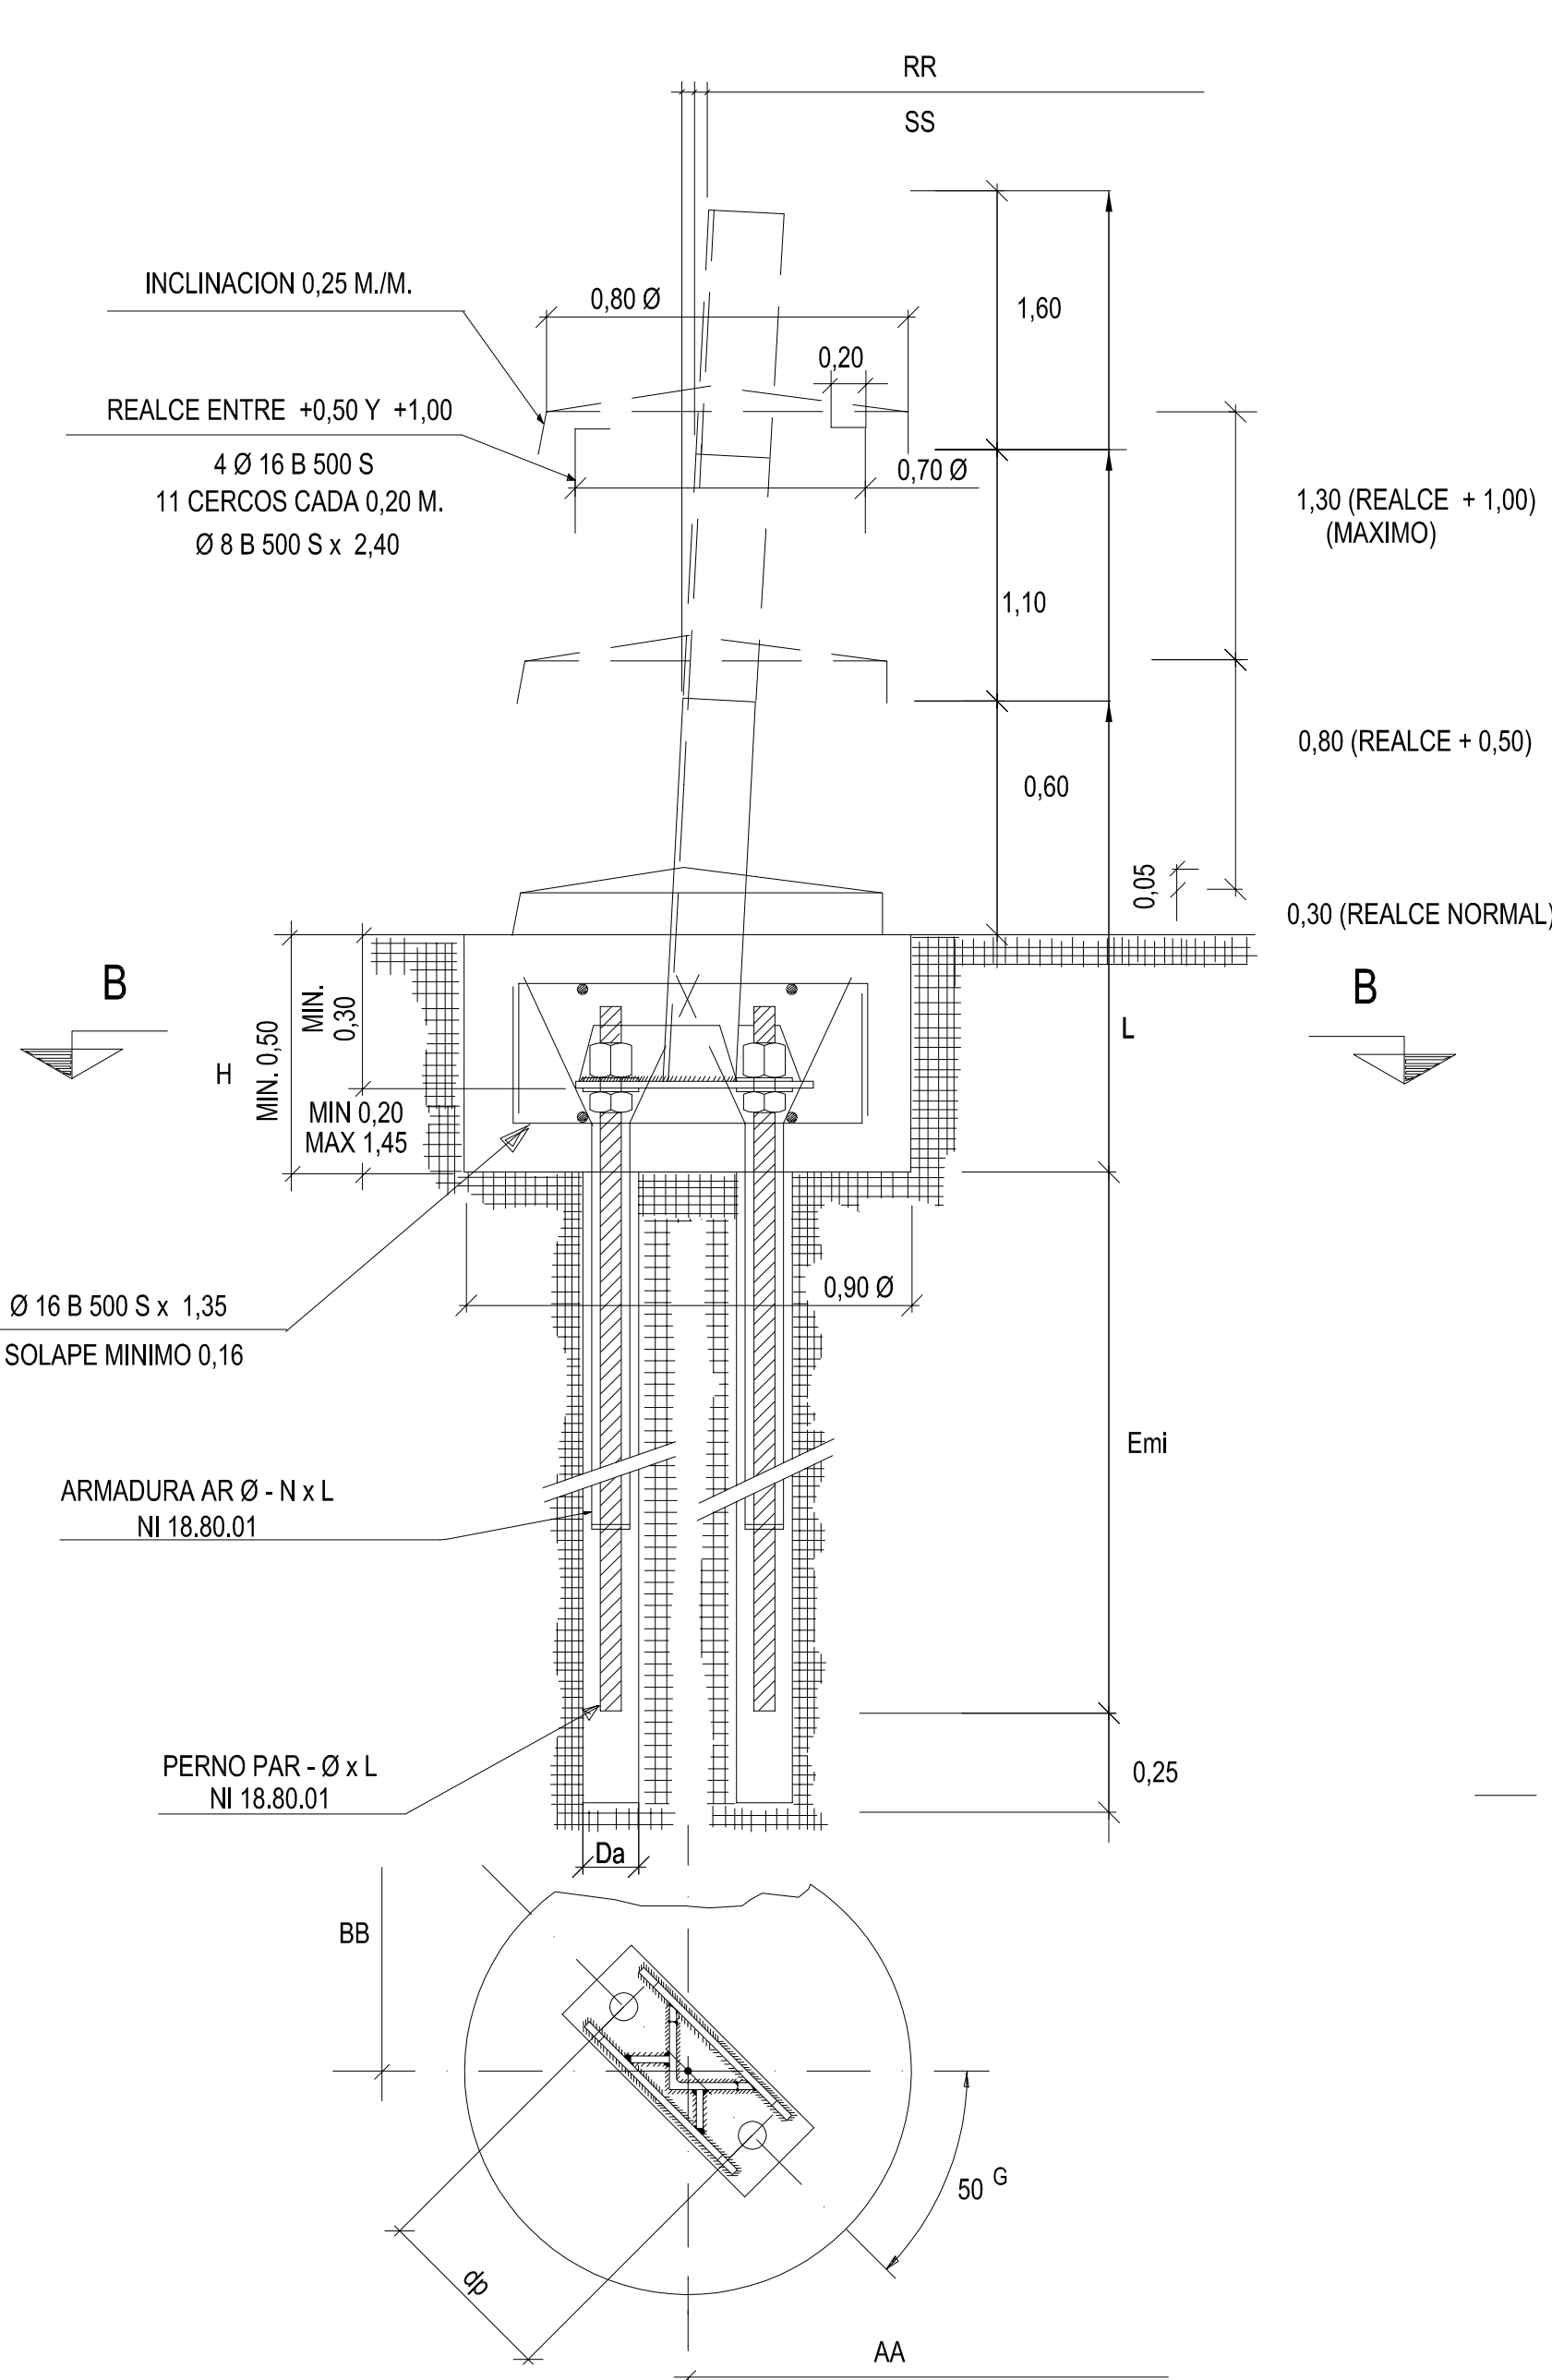 RR
SS
INCLINACION 0,25 M./M.
0,80 Ø
1,60
0,20
REALCE ENTRE +0,50 Y +1,00
4 Ø 16 B 500 S
11 CERCOS CADA 0,20 M.
Ø 8 B 500 S x 2,40
0,70 Ø
1,30 (REALCE + 1,00)
(MAXIMO)
1,10
0,80 (REALCE + 0,50)
0,60
0,05
0,30 (REALCE NORMAL)
B
B
H
MIN. 0,50
MIN.
0,30
L
MIN 0,20
MAX 1,45
0,90 Ø
Ø 16 B 500 S x 1,35
SOLAPE MINIMO 0,16
Emi
ARMADURA AR Ø - N x L
NI 18.80.01
PERNO PAR - Ø x L
NI 18.80.01
0,25
Da
BB
50 G
dp
AA